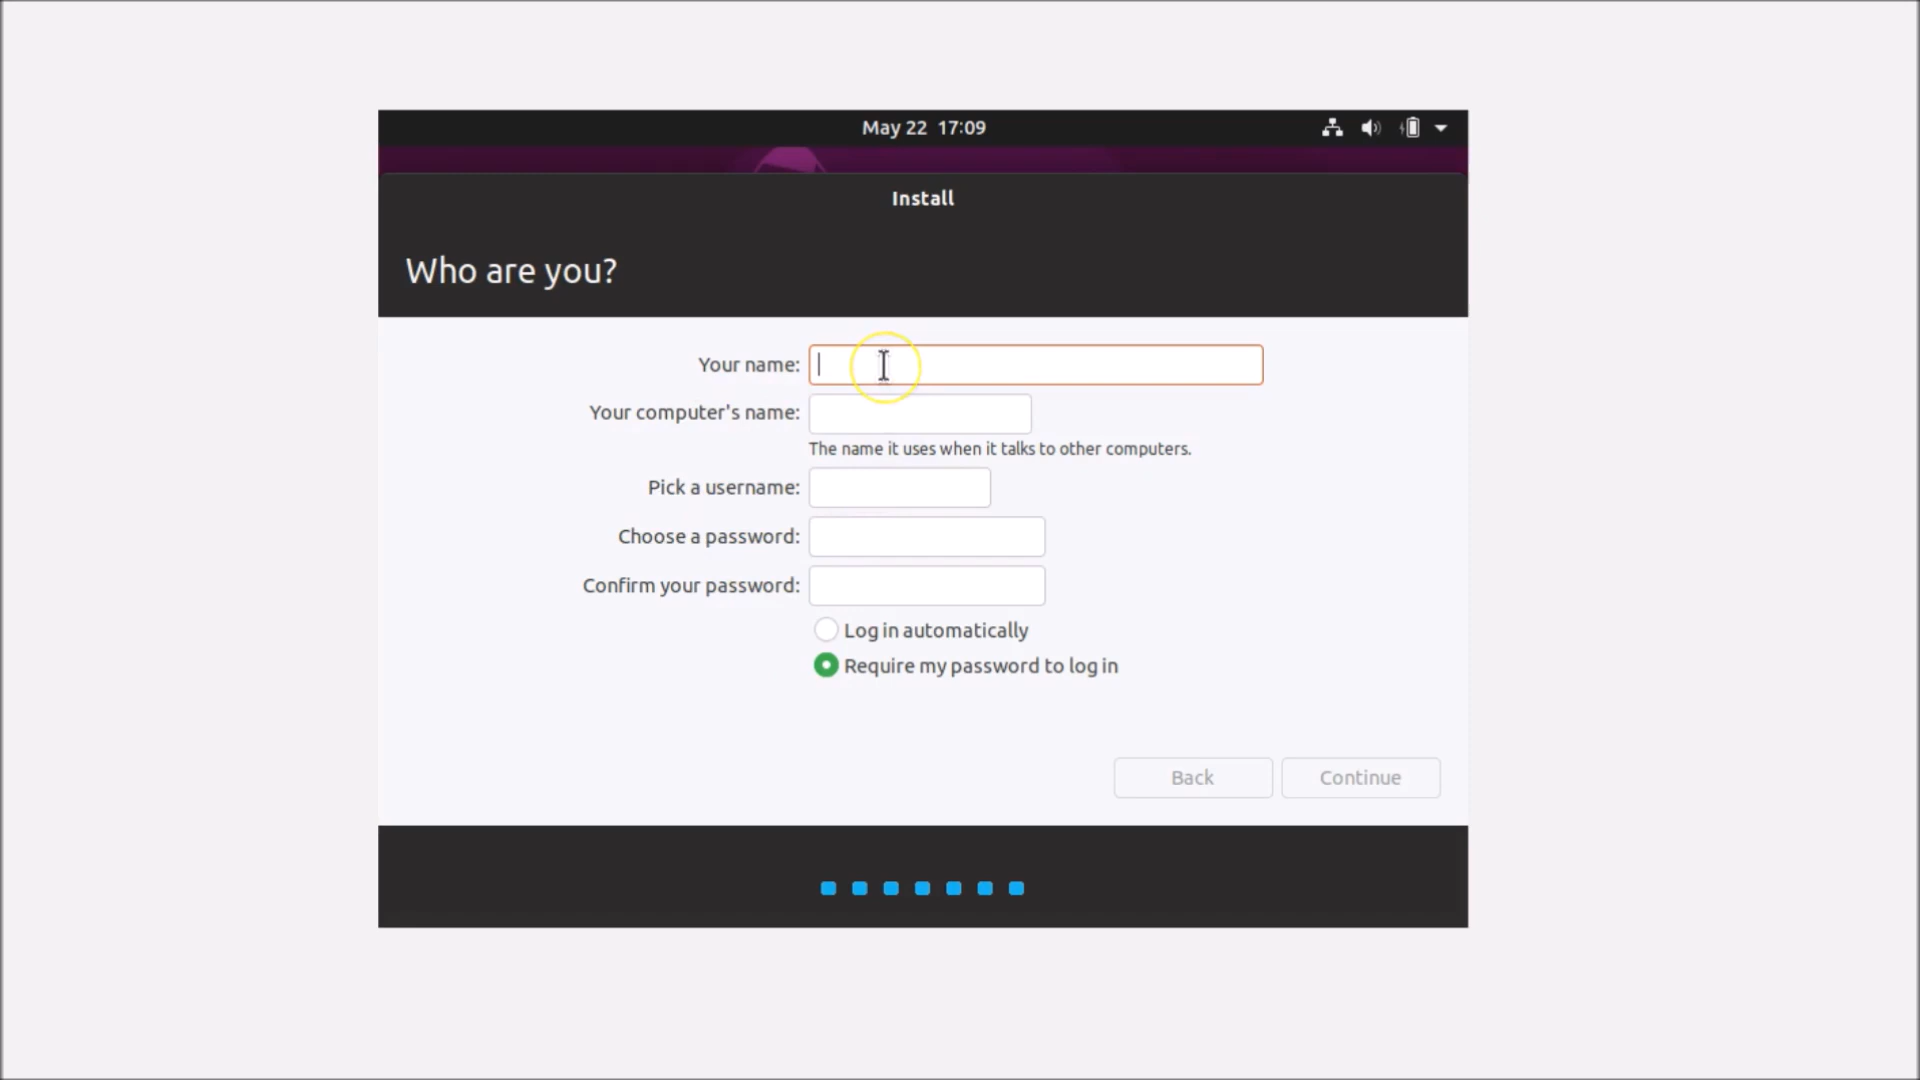 May 22 17:09
Install
Who are you?
Your name:
Your computer's name:
The name it uses when it talks to other computers.
Pick a username:
Choose a password:
Confirm your password:
Log in automatically
Require my password to log in
Back Continue